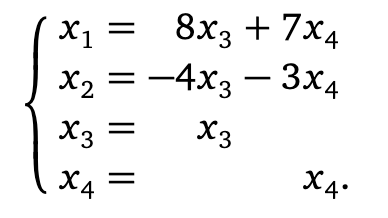 x₁ = 8x₃ + 7x₄
x₂ = −4x₃ − 3x₄
x₃ = x₃
x₄ = x₄.